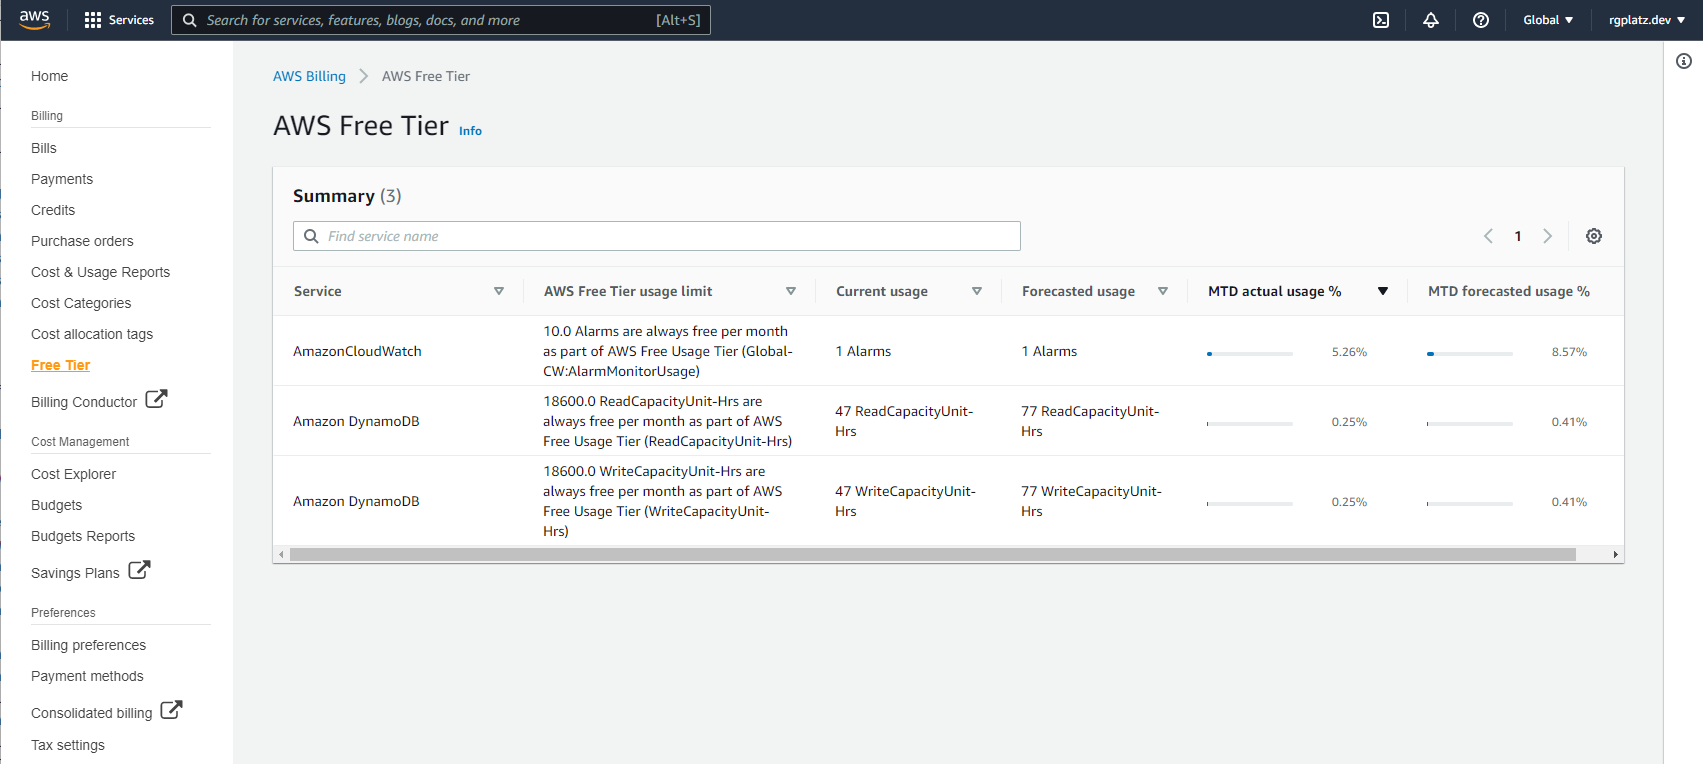 aws
Services
Search for services, features, blogs, docs, and more
[Alt+S]
Global
rgplatz.dev
Home
Billing
Bills
Payments
Credits
Purchase orders
Cost & Usage Reports
Cost Categories
Cost allocation tags
Free Tier
Billing Conductor
Cost Management
Cost Explorer
Budgets
Budgets Reports
Savings Plans
Preferences
Billing preferences
Payment methods
Consolidated billing
Tax settings
AWS Billing
AWS Free Tier
AWS Free Tier
Info
Summary (3)
Find service name
1
Service
AWS Free Tier usage limit
Current usage
Forecasted usage
MTD actual usage %
MTD forecasted usage %
AmazonCloudWatch
10.0 Alarms are always free per month
as part of AWS Free Usage Tier (Global-
CW:AlarmMonitorUsage)
1 Alarms
1 Alarms
5.26%
8.57%
Amazon DynamoDB
18600.0 ReadCapacityUnit-Hrs are
always free per month as part of AWS
Free Usage Tier (ReadCapacityUnit-Hrs)
47 ReadCapacityUnit-
Hrs
77 ReadCapacityUnit-
Hrs
0.25%
0.41%
Amazon DynamoDB
18600.0 WriteCapacityUnit-Hrs are
always free per month as part of AWS
Free Usage Tier (WriteCapacityUnit-
Hrs)
47 WriteCapacityUnit-
Hrs
77 WriteCapacityUnit-
Hrs
0.25%
0.41%